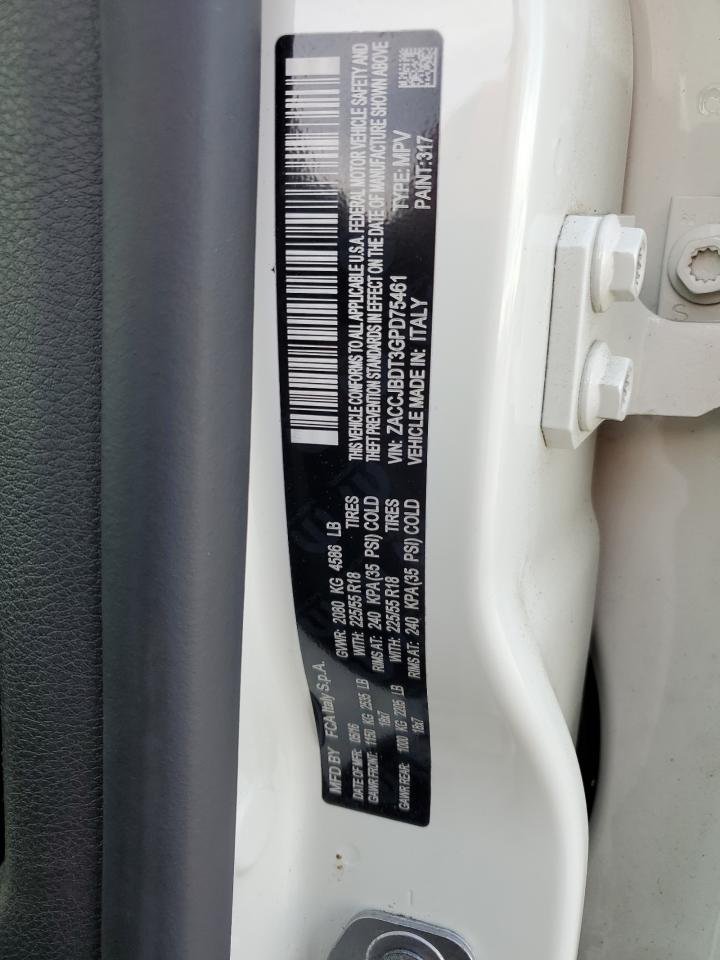 MFD BY FCA Italy S.p.A.
DATE OF MFR: 05/16 GVWR: 2080 KG 4586 LB
GAWR FRONT: 1150 KG 2535 LB WITH: 225/55 R18 TIRES
18x7 RIMS AT: 240 KPA(35 PSI) COLD
GAWR REAR: 1000 KG 2205 LB WITH: 225/55 R18 TIRES
18x7 RIMS AT: 240 KPA(35 PSI) COLD
THIS VEHICLE CONFORMS TO ALL APPLICABLE U.S.A. FEDERAL MOTOR VEHICLE SAFETY AND
THEFT PREVENTION STANDARDS IN EFFECT ON THE DATE OF MANUFACTURE SHOWN ABOVE
VIN: ZACCJBDT3GPD75461 TYPE: MPV
VEHICLE MADE IN: ITALY PAINT: 317
S